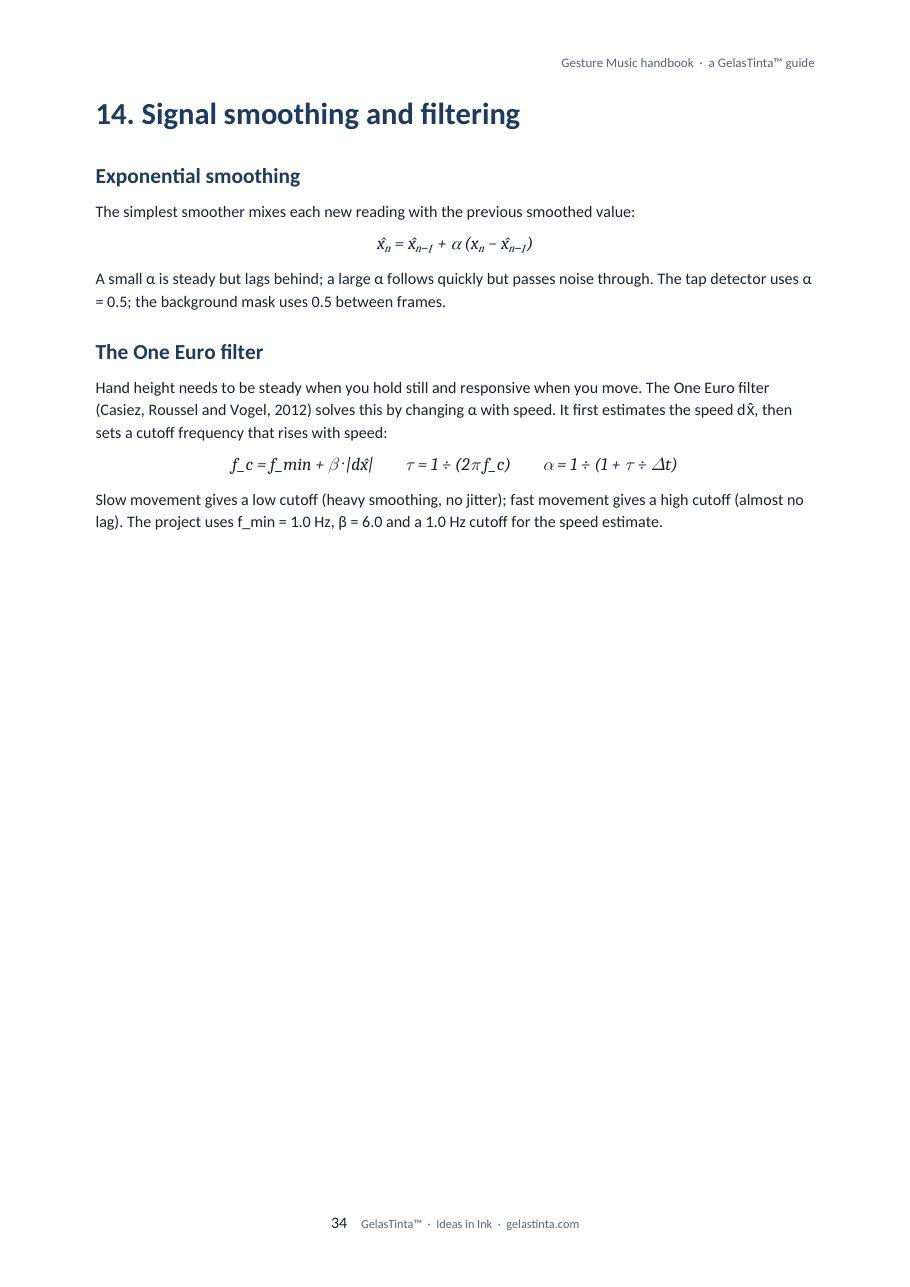 Gesture Music handbook · a GelasTinta™ guide
14. Signal smoothing and filtering
Exponential smoothing
The simplest smoother mixes each new reading with the previous smoothed value:
x̂ₙ = x̂ₙ₋₁ + α (xₙ − x̂ₙ₋₁)
A small α is steady but lags behind; a large α follows quickly but passes noise through. The tap detector uses α
= 0.5; the background mask uses 0.5 between frames.
The One Euro filter
Hand height needs to be steady when you hold still and responsive when you move. The One Euro filter
(Casiez, Roussel and Vogel, 2012) solves this by changing α with speed. It first estimates the speed dx̂, then
sets a cutoff frequency that rises with speed:
f_c = f_min + β·|dx̂| τ = 1 ÷ (2π f_c) α = 1 ÷ (1 + τ ÷ Δt)
Slow movement gives a low cutoff (heavy smoothing, no jitter); fast movement gives a high cutoff (almost no
lag). The project uses f_min = 1.0 Hz, β = 6.0 and a 1.0 Hz cutoff for the speed estimate.
34 GelasTinta™ · Ideas in Ink · gelastinta.com